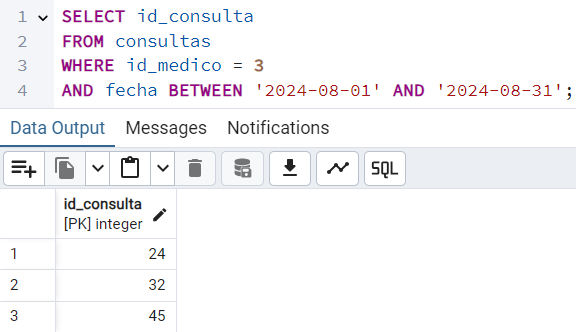 1 SELECT id_consulta
2 FROM consultas
3 WHERE id_medico = 3
4 AND fecha BETWEEN '2024-08-01' AND '2024-08-31';
Data Output Messages Notifications
SQL
id_consulta
[PK] integer
1 24
2 32
3 45